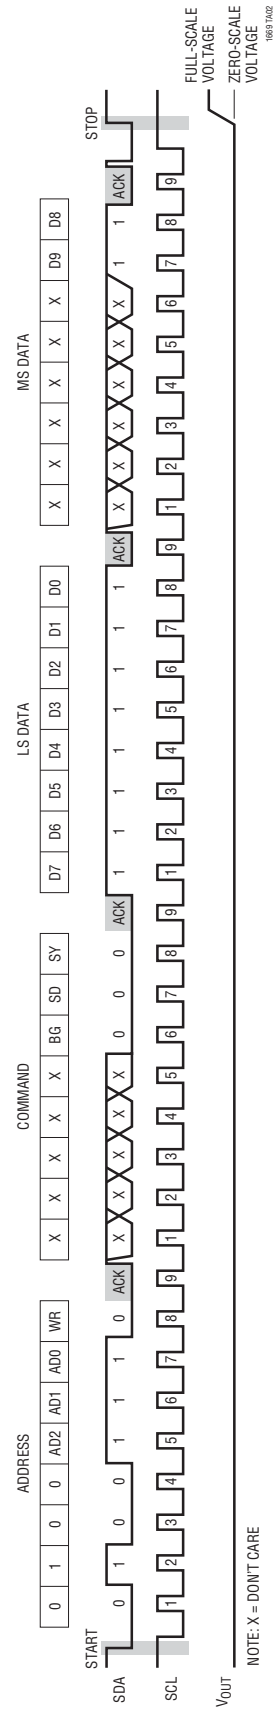 ADDRESS COMMAND LS DATA MS DATA
0 1 0 0 AD2 AD1 AD0 WR X X X X X BG SD SY D7 D6 D5 D4 D3 D2 D1 D0 X X X X X X D9 D8
START STOP
SDA 0 1 0 0 1 1 1 0 ACK X X X X X 0 0 0 ACK 1 1 1 1 1 1 1 1 ACK X X X X X X 1 1 ACK
SCL 1 2 3 4 5 6 7 8 9 1 2 3 4 5 6 7 8 9 1 2 3 4 5 6 7 8 9 1 2 3 4 5 6 7 8 9
FULL-SCALE
VOLTAGE
VOUT
ZERO-SCALE
VOLTAGE
NOTE: X = DON'T CARE
1669 TA02